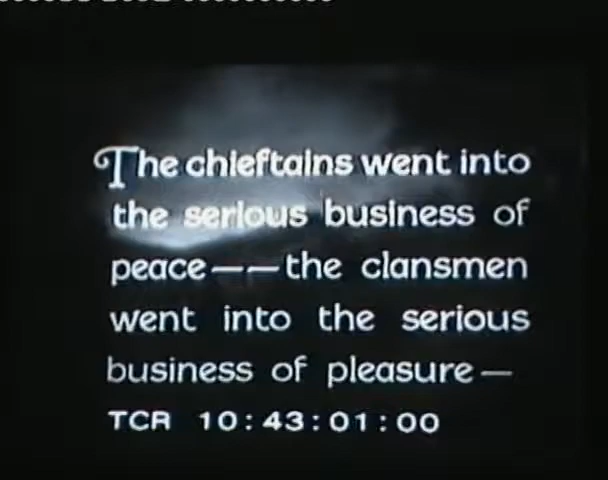 The chieftains went into
the serious business of
peace——the clansmen
went into the serious
business of pleasure—
TCR 10:43:01:00